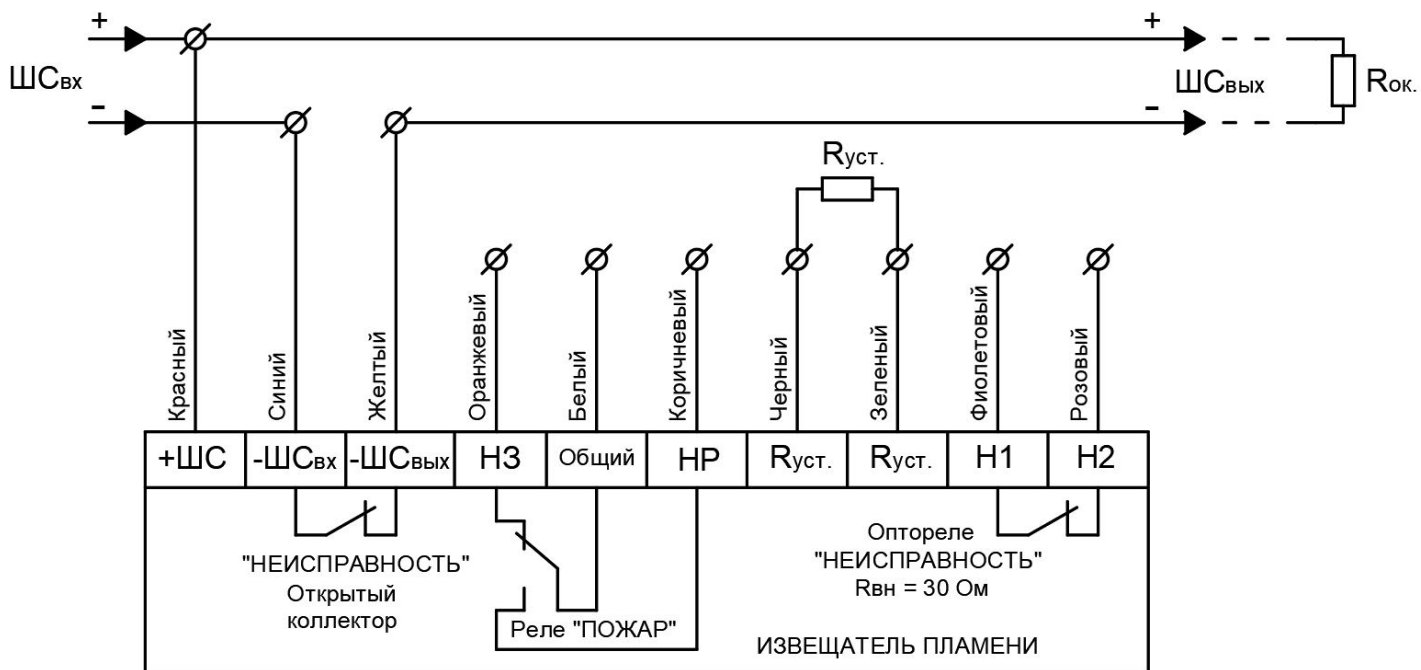 + +
ШСвх ШСвых Rок.
- -
Rуст.
Красный
Синий
Желтый
Оранжевый
Белый
Коричневый
Черный
Зеленый
Фиолетовый
Розовый
+ШС -ШСвх -ШСвых НЗ Общий НР Rуст. Rуст. Н1 Н2
"НЕИСПРАВНОСТЬ"
Открытый
коллектор
Реле "ПОЖАР"
Оптореле
"НЕИСПРАВНОСТЬ"
Rвн = 30 Ом
ИЗВЕЩАТЕЛЬ ПЛАМЕНИ